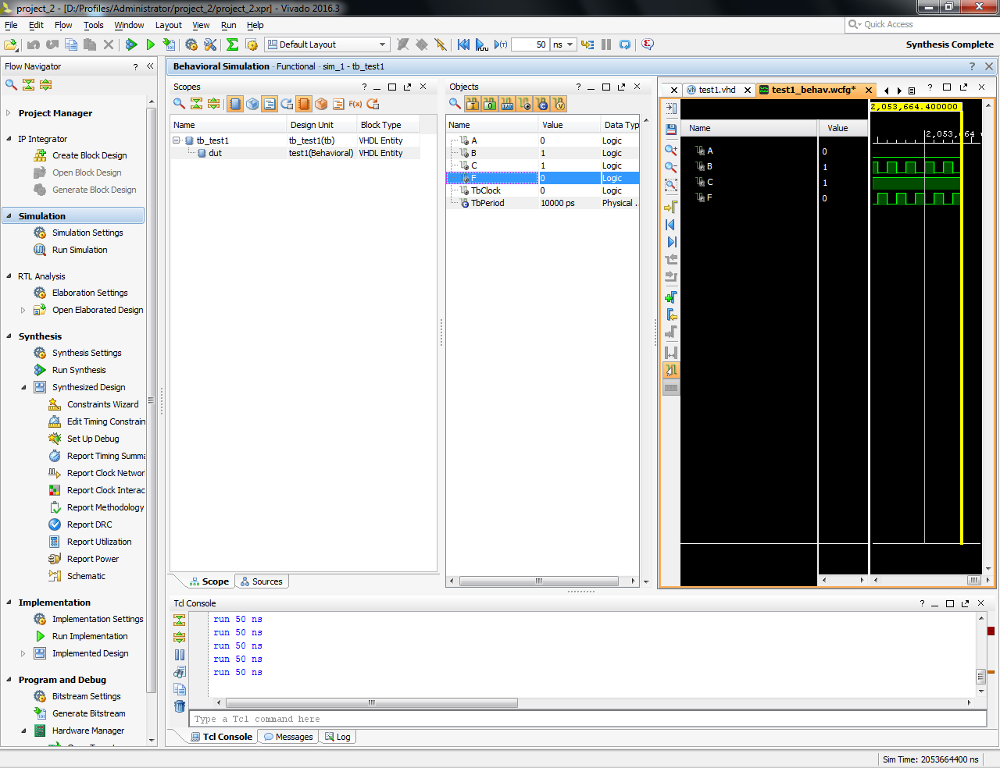 project_2 - [D:/Profiles/Administrator/project_2/project_2.xpr] - Vivado 2016.3
File Edit Flow Tools Window Layout View Run Help
Quick Access
Default Layout
50 ns
Synthesis Complete
Flow Navigator
Project Manager
IP Integrator
Create Block Design
Open Block Design
Generate Block Design
Simulation
Simulation Settings
Run Simulation
RTL Analysis
Elaboration Settings
Open Elaborated Design
Synthesis
Synthesis Settings
Run Synthesis
Synthesized Design
Constraints Wizard
Edit Timing Constrain
Set Up Debug
Report Timing Summa
Report Clock Networ
Report Clock Interac
Report Methodology
Report DRC
Report Utilization
Report Power
Schematic
Implementation
Implementation Settings
Run Implementation
Implemented Design
Program and Debug
Bitstream Settings
Generate Bitstream
Hardware Manager
Behavioral Simulation - Functional - sim_1 - tb_test1
Scopes
Name Design Unit Block Type
tb_test1 tb_test1(tb) VHDL Entity
dut test1(Behavioral) VHDL Entity
Scope Sources
Objects
Name Value Data Typ
A 0 Logic
B 1 Logic
C 1 Logic
F 0 Logic
TbClock 0 Logic
TbPeriod 10000 ps Physical ..
test1.vhd test1_behav.wcfg*
2,053,664.400000
Name Value
2,053,664
A 0
B 1
C 1
F 0
Tcl Console
run 50 ns
run 50 ns
run 50 ns
run 50 ns
run 50 ns
Type a Tcl command here
Tcl Console Messages Log
Sim Time: 2053664400 ns